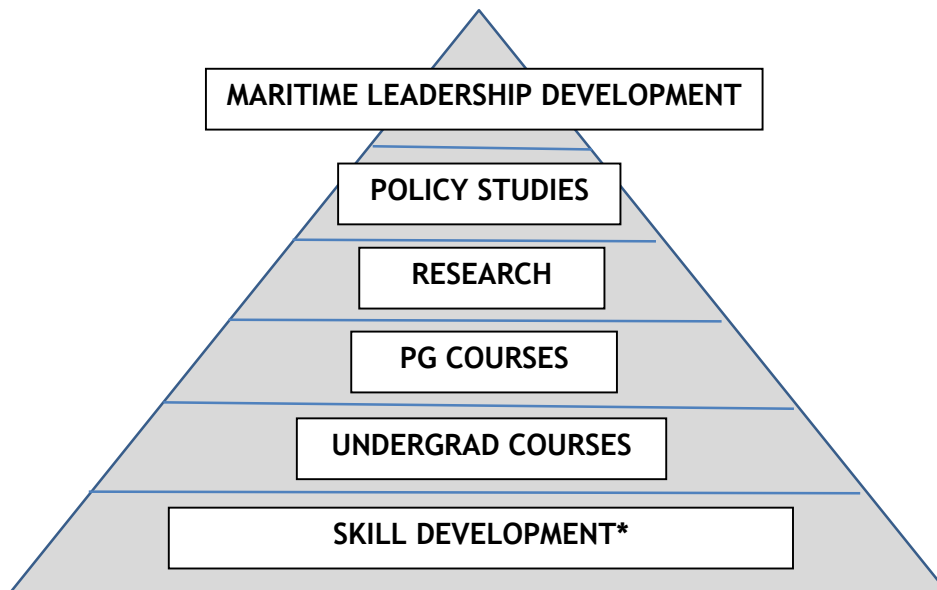 MARITIME LEADERSHIP DEVELOPMENT
POLICY STUDIES
RESEARCH
PG COURSES
UNDERGRAD COURSES
SKILL DEVELOPMENT*